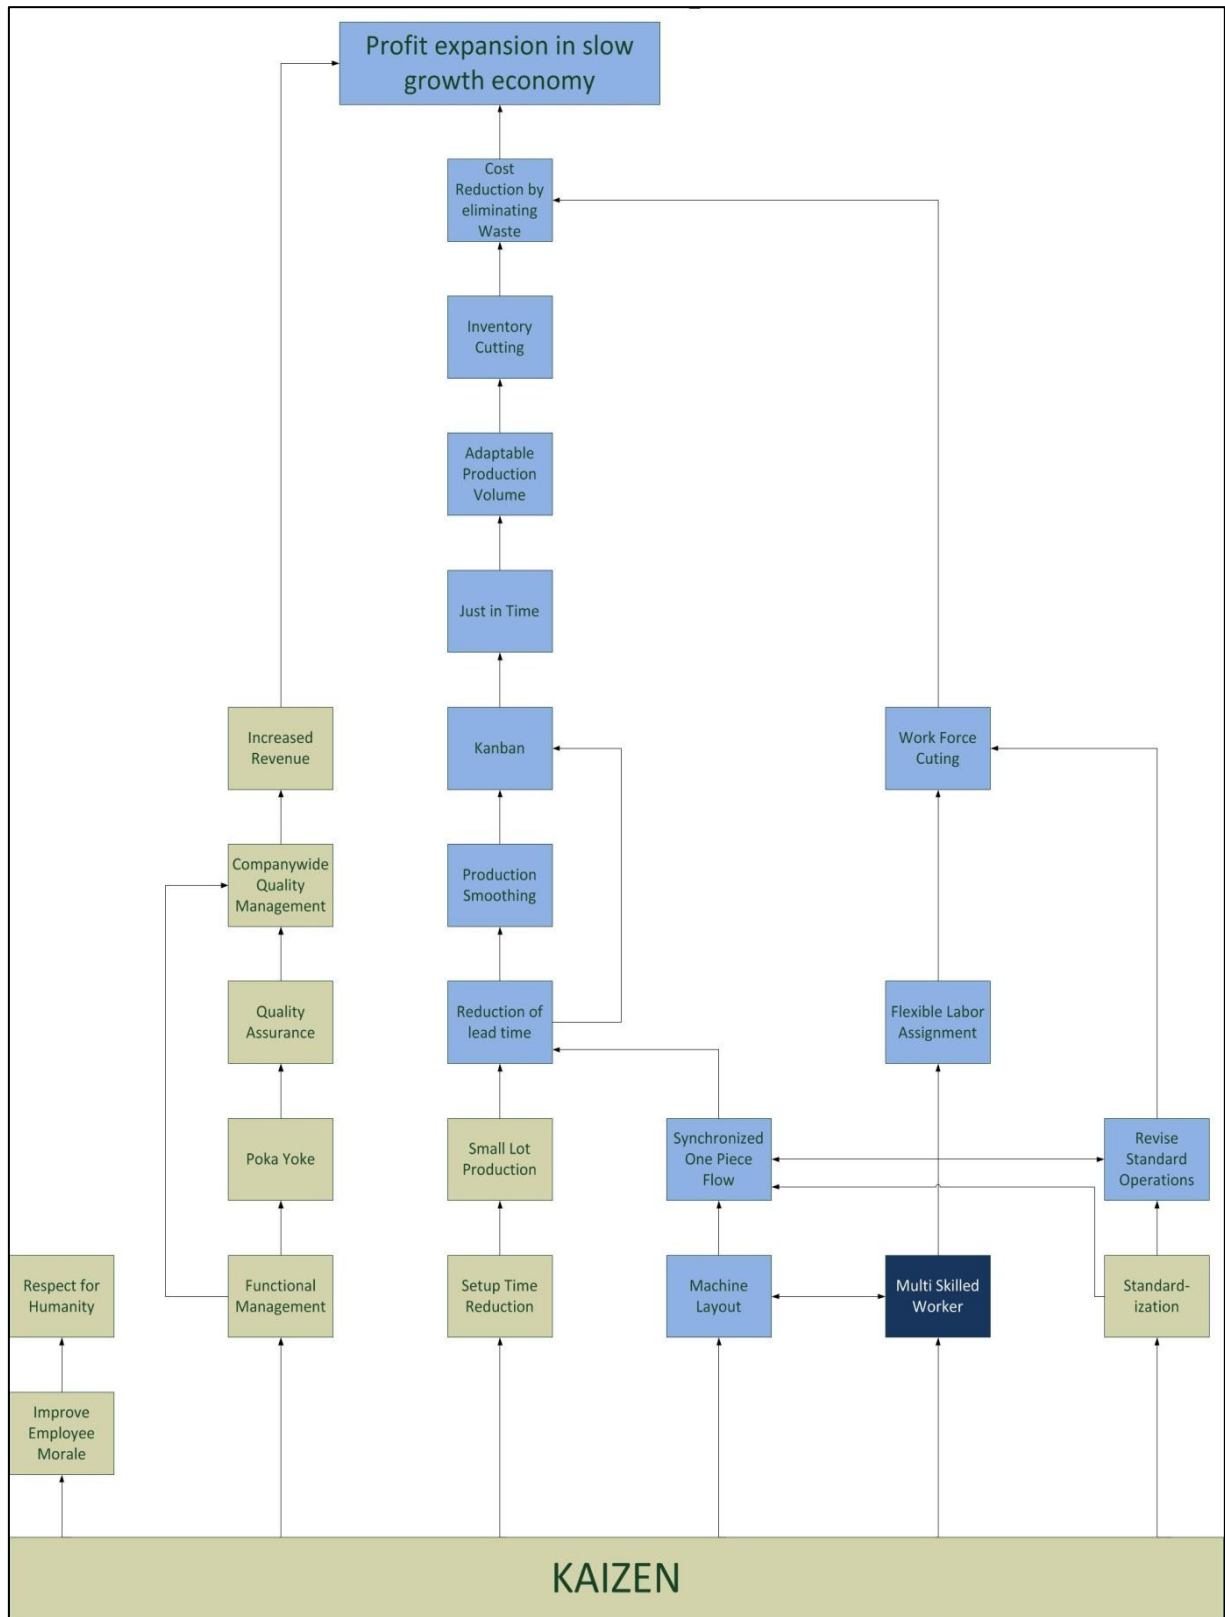 Profit expansion in slow
growth economy
Cost
Reduction by
eliminating
Waste
Inventory
Cutting
Adaptable
Production
Volume
Just in Time
Increased
Revenue
Kanban
Work Force
Cuting
Companywide
Quality
Management
Production
Smoothing
Quality
Assurance
Reduction of
lead time
Flexible Labor
Assignment
Poka Yoke
Small Lot
Production
Synchronized
One Piece
Flow
Revise
Standard
Operations
Respect for
Humanity
Functional
Management
Setup Time
Reduction
Machine
Layout
Multi Skilled
Worker
Standard-
ization
Improve
Employee
Morale
KAIZEN